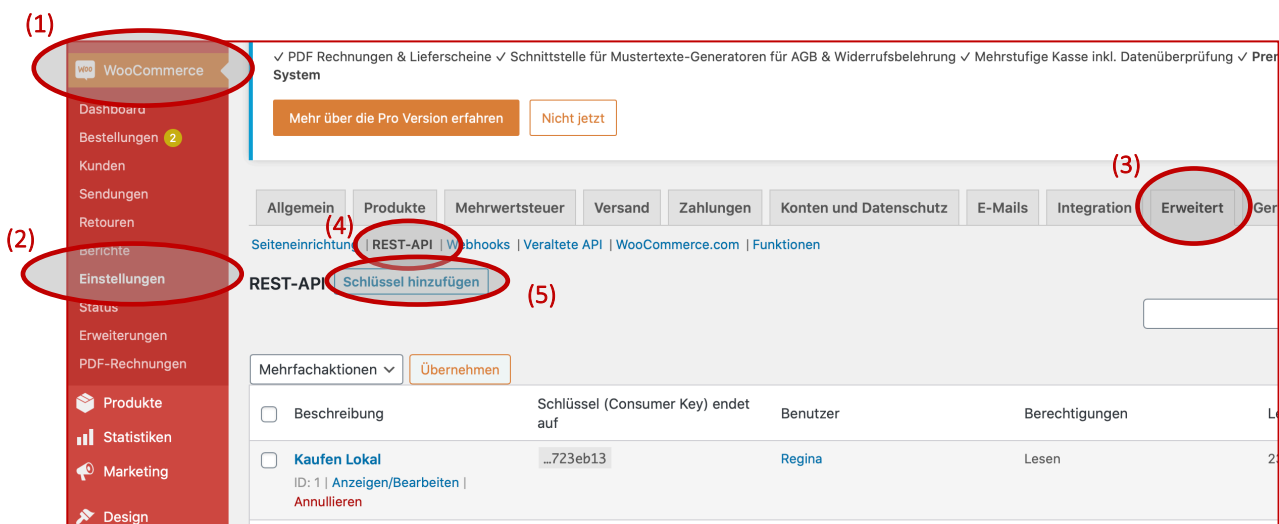 (1)
WOO WooCommerce
Dashboard
Bestellungen 2
Kunden
Sendungen
Retouren
(2)
Berichte
Einstellungen
Status
Erweiterungen
PDF-Rechnungen
Produkte
Statistiken
Marketing
Design
✓ PDF Rechnungen & Lieferscheine ✓ Schnittstelle für Mustertexte-Generatoren für AGB & Widerrufsbelehrung ✓ Mehrstufige Kasse inkl. Datenüberprüfung ✓ Prer
System
Mehr über die Pro Version erfahren Nicht jetzt
(3)
Allgemein Produkte Mehrwertsteuer Versand Zahlungen Konten und Datenschutz E-Mails Integration Erweitert Ger
(4)
Seiteneinrichtung | REST-API | Webhooks | Veraltete API | WooCommerce.com | Funktionen
REST-API Schlüssel hinzufügen
(5)
Mehrfachaktionen Übernehmen
Beschreibung Schlüssel (Consumer Key) endet auf Benutzer Berechtigungen
Kaufen Lokal …723eb13 Regina Lesen
ID: 1 | Anzeigen/Bearbeiten |
Annullieren